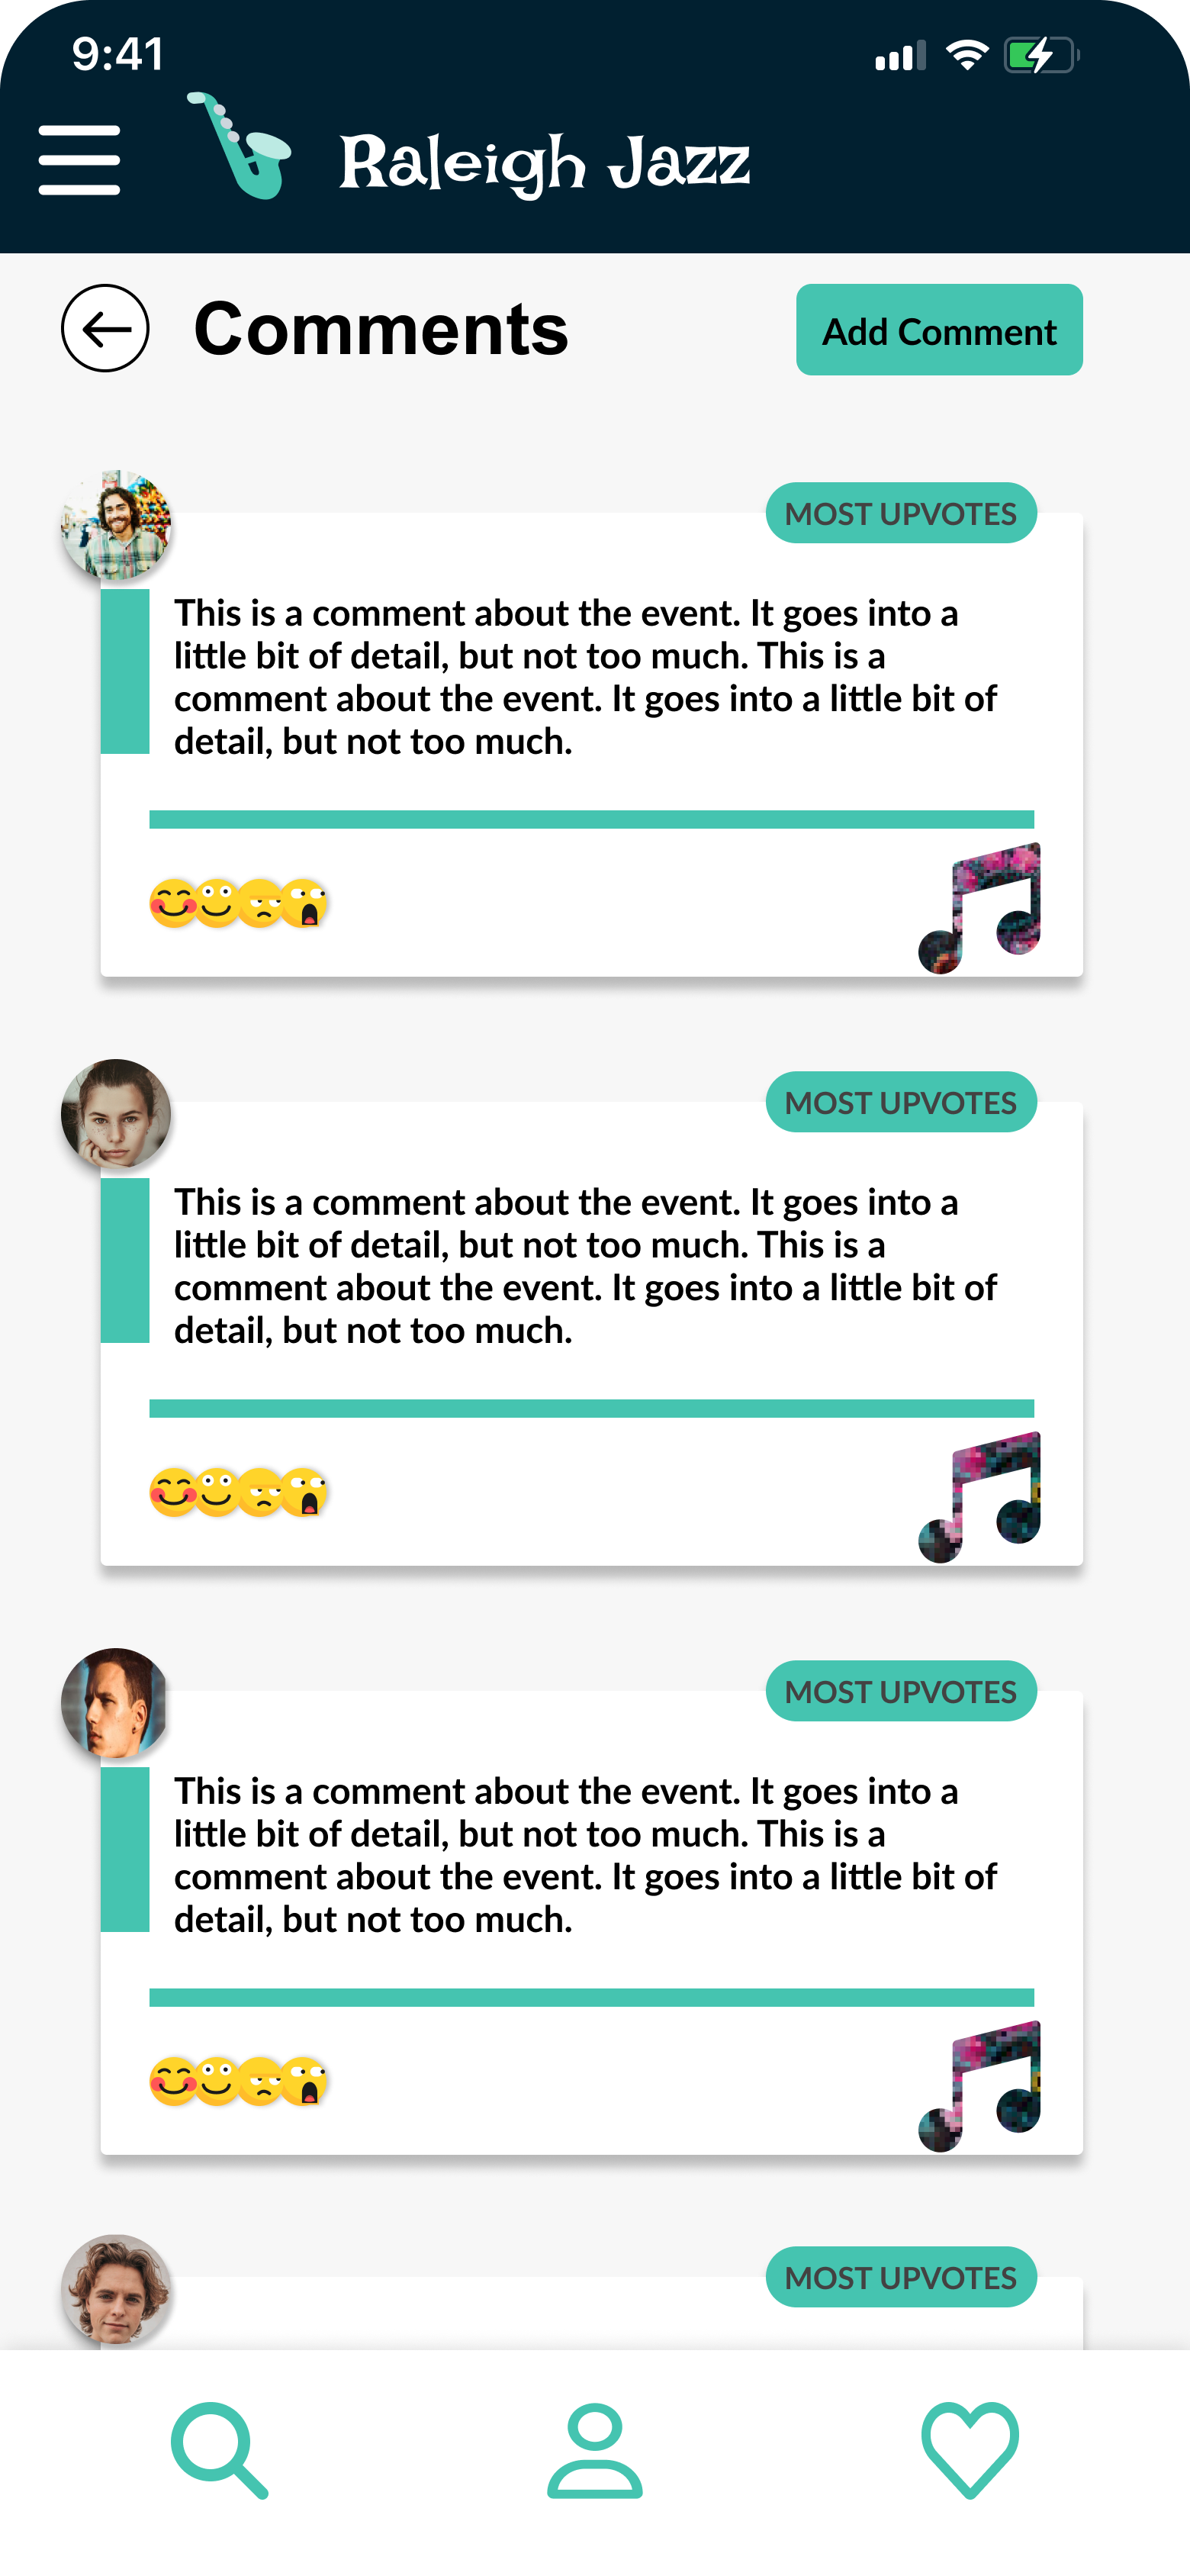 9:41
Raleigh Jazz
Comments
Add Comment
MOST UPVOTES
This is a comment about the event. It goes into a
little bit of detail, but not too much. This is a
comment about the event. It goes into a little bit of
detail, but not too much.
MOST UPVOTES
This is a comment about the event. It goes into a
little bit of detail, but not too much. This is a
comment about the event. It goes into a little bit of
detail, but not too much.
MOST UPVOTES
This is a comment about the event. It goes into a
little bit of detail, but not too much. This is a
comment about the event. It goes into a little bit of
detail, but not too much.
MOST UPVOTES